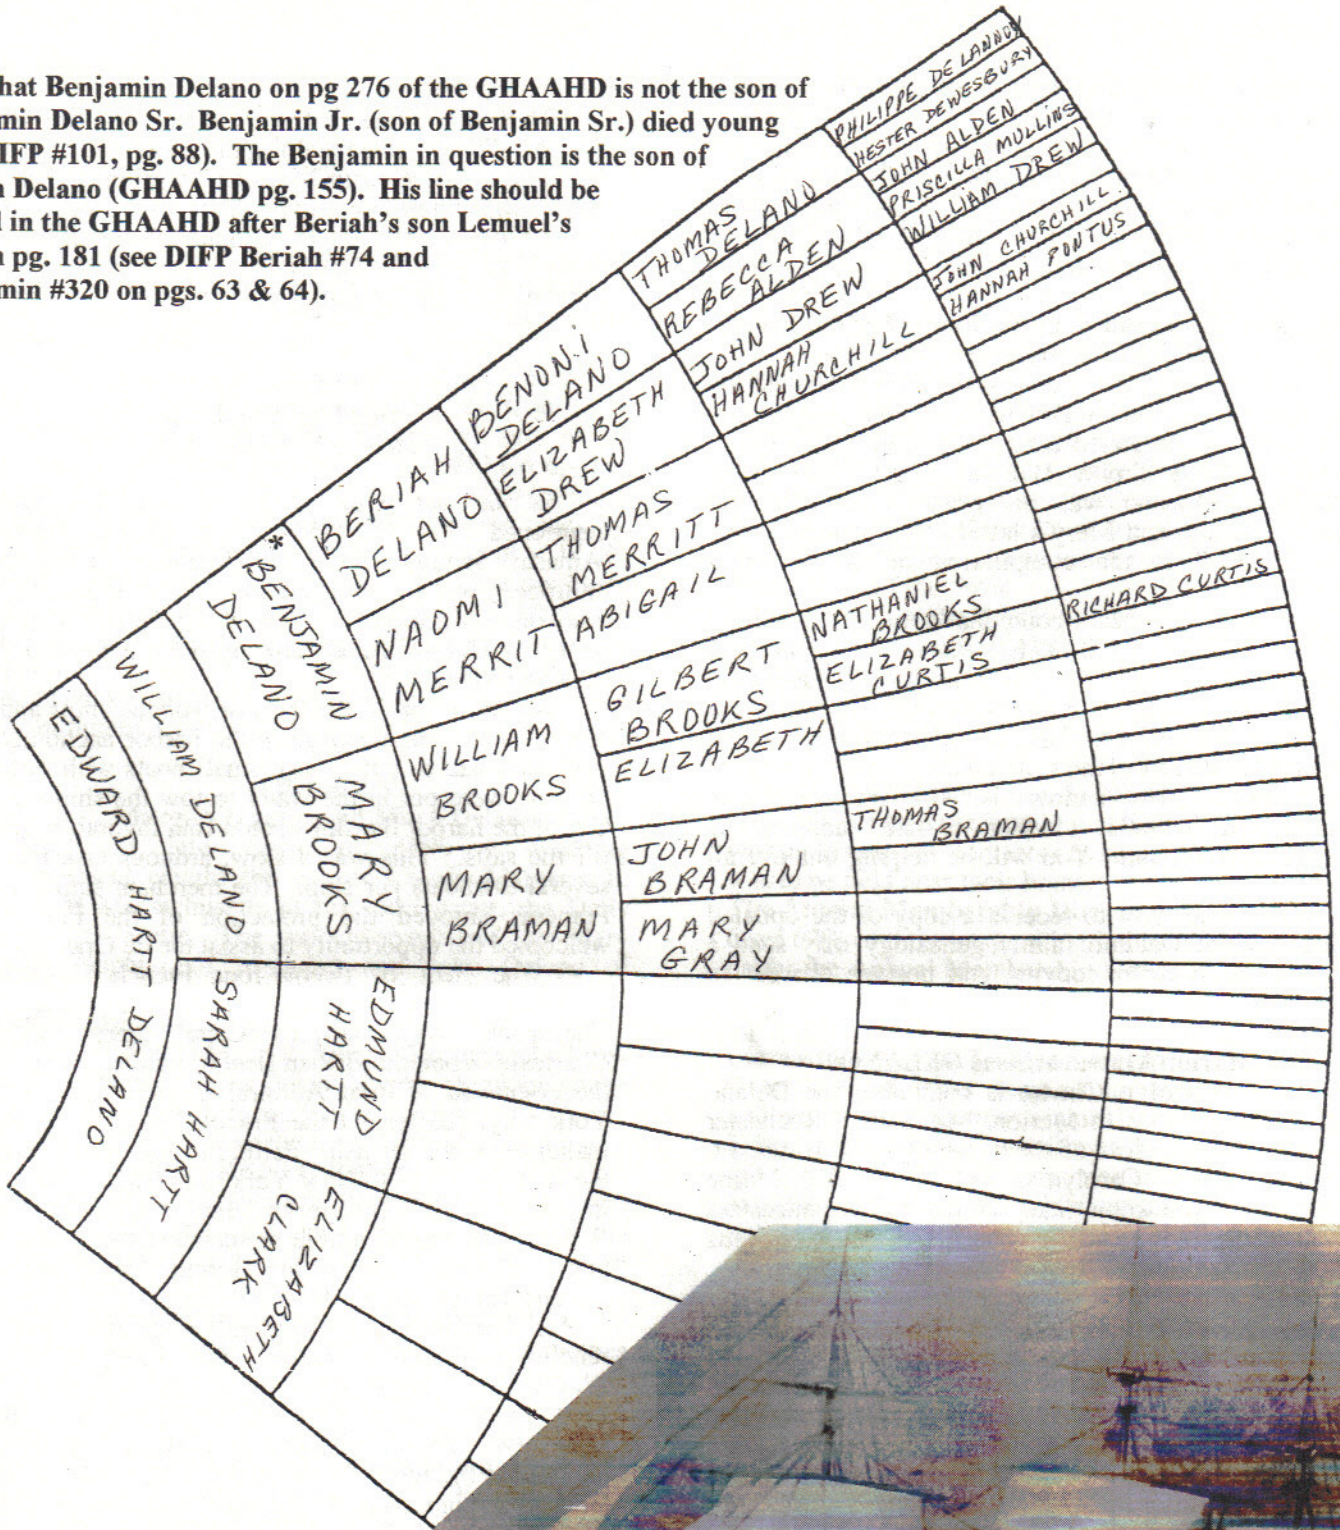 hat Benjamin Delano on pg 276 of the GHAAHD is not the son of
min Delano Sr. Benjamin Jr. (son of Benjamin Sr.) died young
IFP #101, pg. 88). The Benjamin in question is the son of
n Delano (GHAAHD pg. 155). His line should be
l in the GHAAHD after Beriah's son Lemuel's
n pg. 181 (see DIFP Beriah #74 and
min #320 on pgs. 63 & 64).
PHILIPPE DE LANNOY
HESTER DEWESBURY
JOHN ALDEN
PRISCILLA MULLINS
WILLIAM DREW
JOHN CHURCHILL
HANNAH PONTUS
RICHARD CURTIS
THOMAS
DELANO
REBECCA
ALDEN
JOHN DREW
HANNAH
CHURCHILL
NATHANIEL
BROOKS
ELIZABETH
CURTIS
THOMAS
BRAMAN
BENONI
DELANO
ELIZABETH
DREW
THOMAS
MERRITT
ABIGAIL
GILBERT
BROOKS
ELIZABETH
JOHN
BRAMAN
MARY
GRAY
BERIAH
DELANO
NAOMI
MERRIT
WILLIAM
BROOKS
MARY
BRAMAN
*
BENJAMIN
DELANO
MARY
BROOKS
EDMUND
HARTT
ELIZABETH
CLARK
WILLIAM DELANO
SARAH HARTT
EDWARD HARTT DELANO